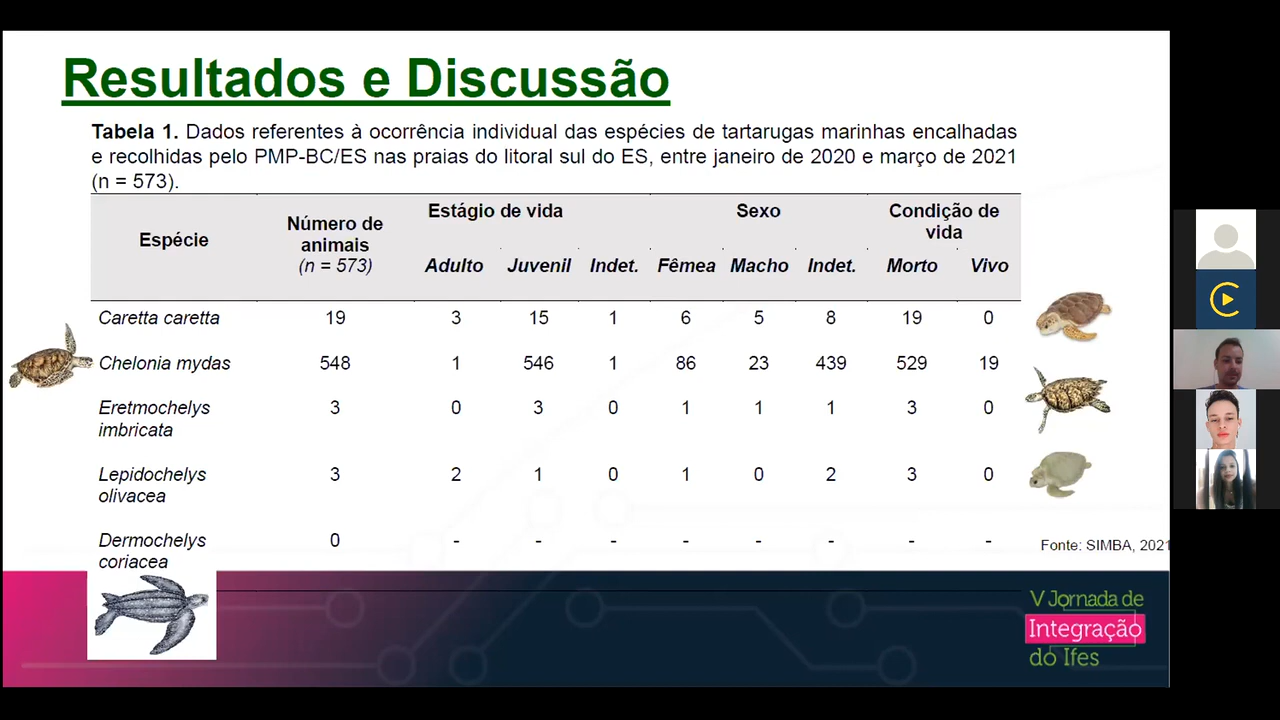 Resultados e Discussão
Tabela 1. Dados referentes à ocorrência individual das espécies de tartarugas marinhas encalhadas
e recolhidas pelo PMP-BC/ES nas praias do litoral sul do ES, entre janeiro de 2020 e março de 2021
(n = 573).
Espécie Número de animais (n = 573) Estágio de vida Sexo Condição de vida
Adulto Juvenil Indet. Fêmea Macho Indet. Morto Vivo
Caretta caretta 19 3 15 1 6 5 8 19 0
Chelonia mydas 548 1 546 1 86 23 439 529 19
Eretmochelys 3 0 3 0 1 1 1 3 0
imbricata
Lepidochelys 3 2 1 0 1 0 2 3 0
olivacea
Dermochelys 0 - - - - - - - -
coriacea
Fonte: SIMBA, 2021
V Jornada de
Integração
do Ifes